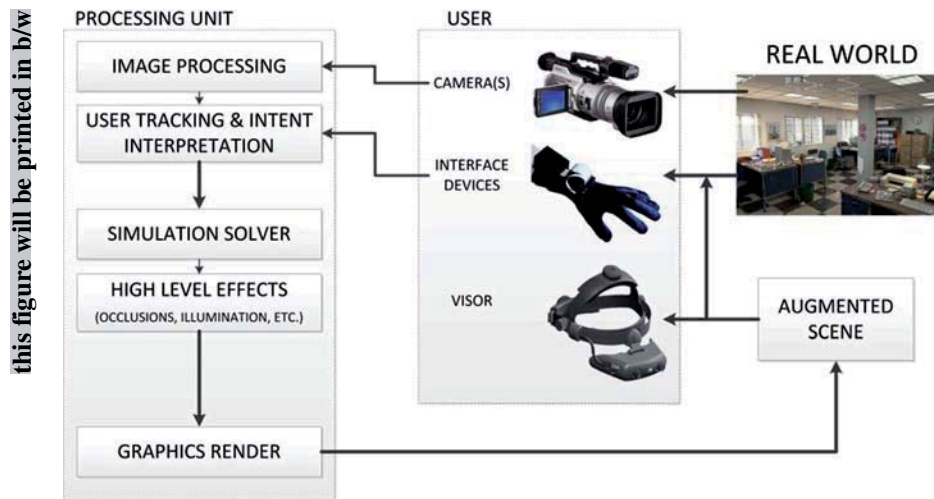 this figure will be printed in b/w
PROCESSING UNIT
IMAGE PROCESSING
USER TRACKING & INTENT
INTERPRETATION
SIMULATION SOLVER
HIGH LEVEL EFFECTS
(OCCLUSIONS, ILLUMINATION, ETC.)
GRAPHICS RENDER
USER
CAMERA(S)
INTERFACE
DEVICES
VISOR
REAL WORLD
AUGMENTED
SCENE